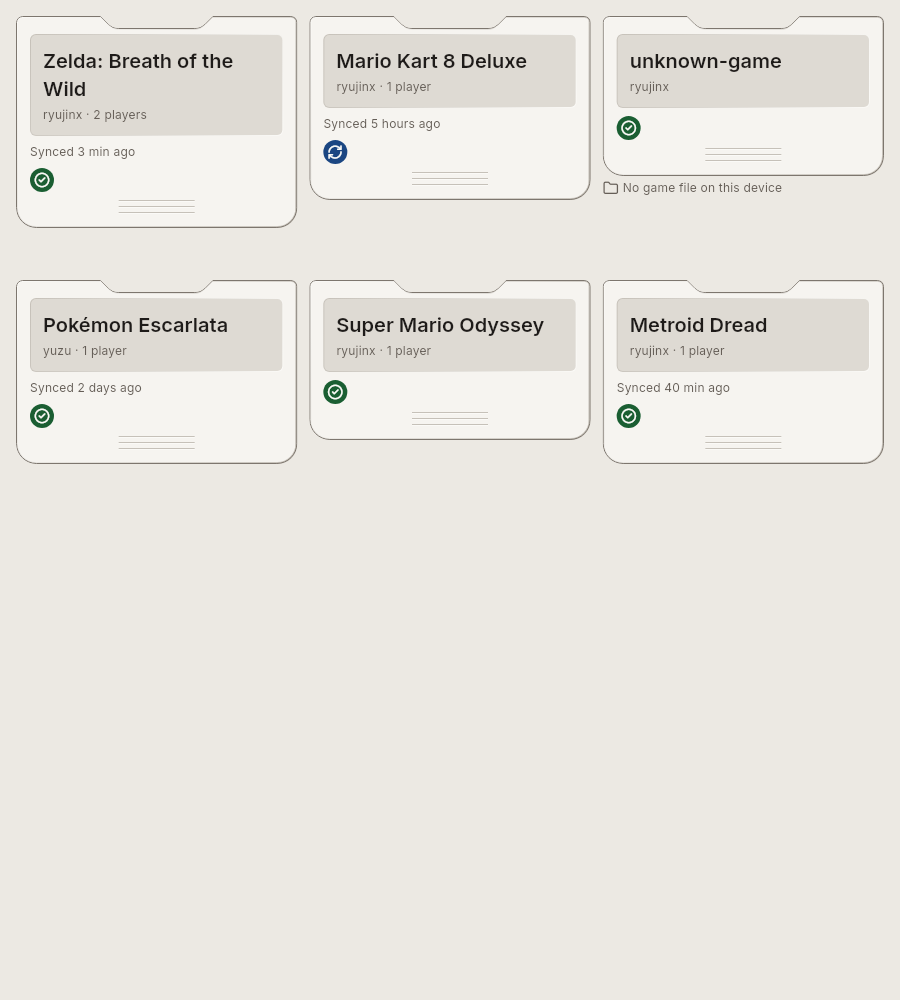 Zelda: Breath of the
Wild
ryujinx · 2 players
Synced 3 min ago
Mario Kart 8 Deluxe
ryujinx · 1 player
Synced 5 hours ago
unknown-game
ryujinx
No game file on this device
Pokémon Escarlata
yuzu · 1 player
Synced 2 days ago
Super Mario Odyssey
ryujinx · 1 player
Metroid Dread
ryujinx · 1 player
Synced 40 min ago